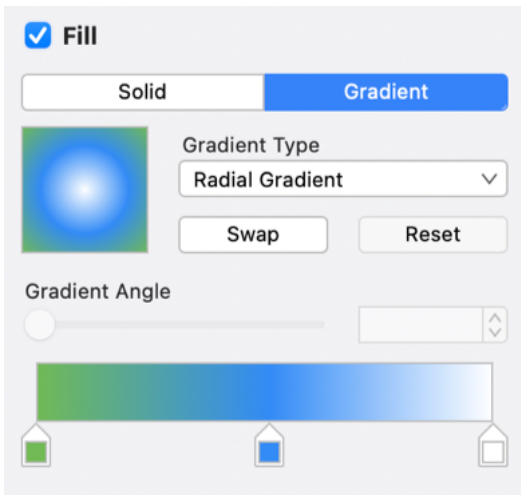 Fill
Solid Gradient
Gradient Type
Radial Gradient
Swap Reset
Gradient Angle